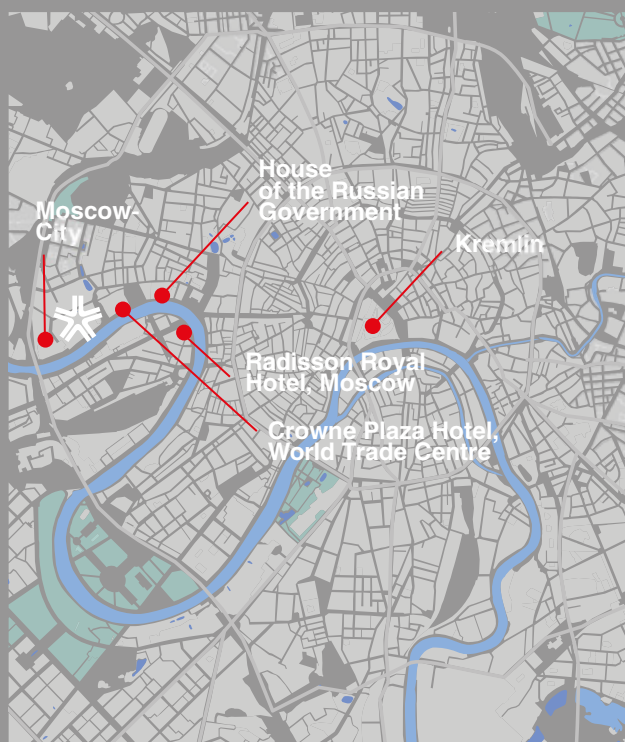 House
of the Russian
Government
Moscow-
City
Kremlin
Radisson Royal
Hotel, Moscow
Crowne Plaza Hotel,
World Trade Centre